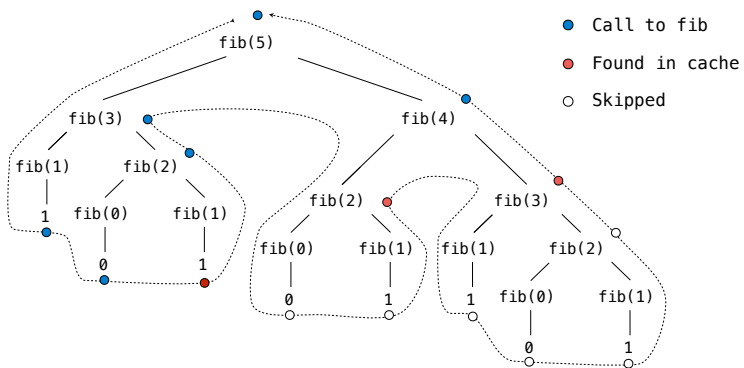 fib(5)
Call to fib
Found in cache
Skipped
fib(3)
fib(4)
fib(1)
fib(2)
fib(2)
fib(3)
1
fib(0)
fib(1)
fib(0)
fib(1)
fib(1)
fib(2)
0
1
0
1
1
fib(0)
fib(1)
0
1